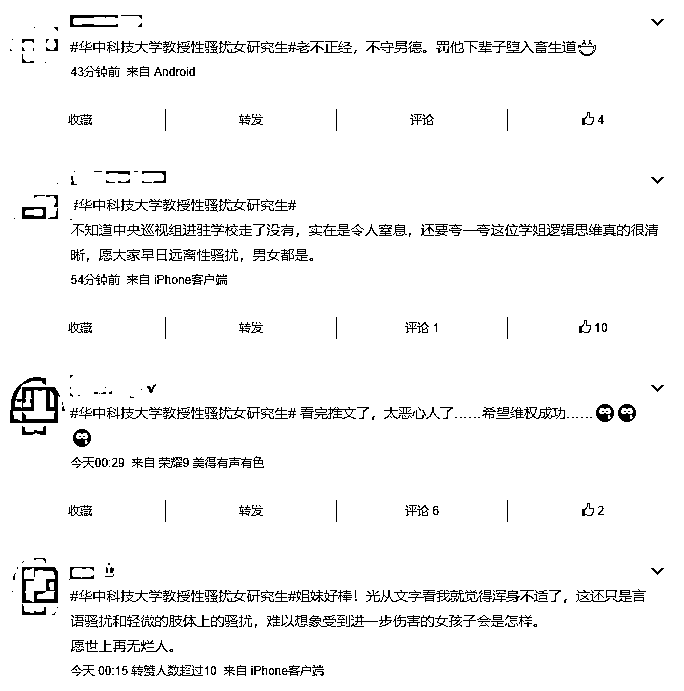 #华中科技大学教授性骚扰女研究生#老不正经，不守男德。罚他下辈子堕入畜生道
43分钟前 来自 Android
收藏 转发 评论 4
#华中科技大学教授性骚扰女研究生#
不知道中央巡视组进驻学校走了没有，实在是令人窒息，还要夸一夸这位学姐逻辑思维真的很清
晰，愿大家早日远离性骚扰，男女都是。
54分钟前 来自 iPhone客户端
收藏 转发 评论 1 10
#华中科技大学教授性骚扰女研究生# 看完推文了，太恶心人了……希望维权成功……
今天00:29 来自 荣耀9 美得有声有色
收藏 转发 评论 6 2
#华中科技大学教授性骚扰女研究生#姐妹好棒！光从文字看我就觉得浑身不适了，这还只是言
语骚扰和轻微的肢体上的骚扰，难以想象受到进一步伤害的女孩子会是怎样。
愿世上再无烂人。
今天 00:15 转赞人数超过10 来自 iPhone客户端